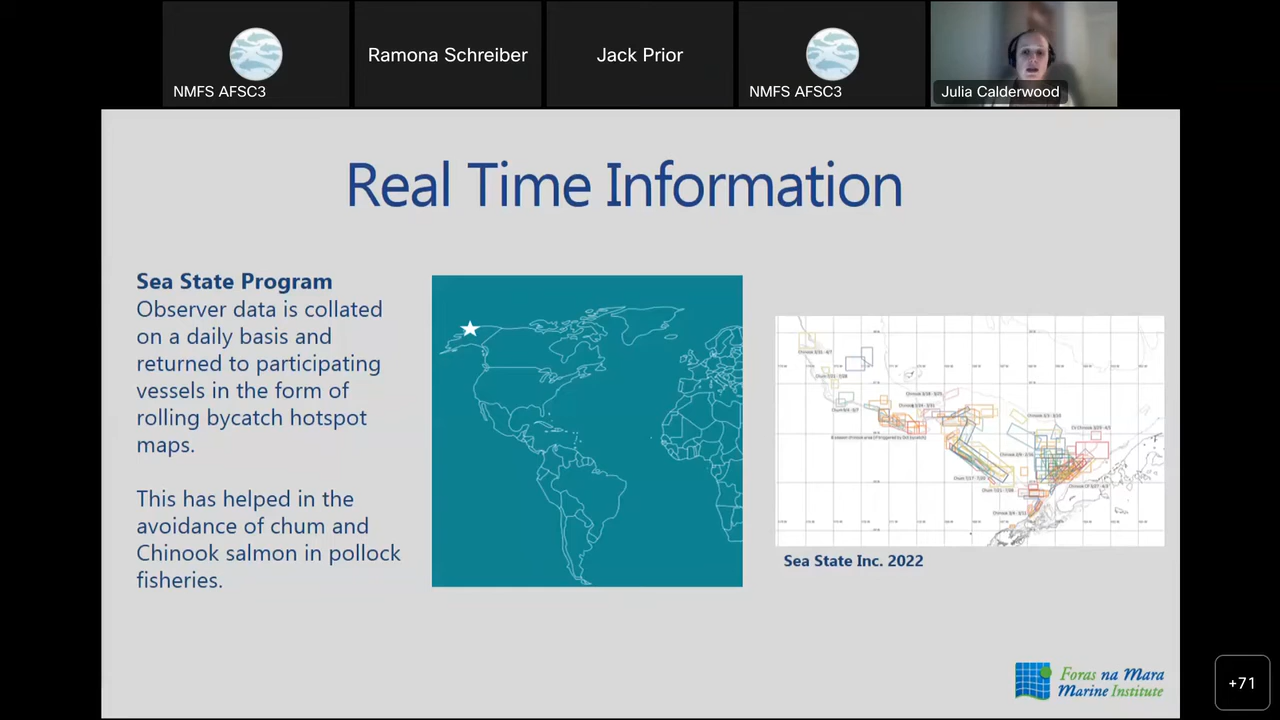 NMFS AFSC3
Ramona Schreiber
Jack Prior
NMFS AFSC3
Julia Calderwood
Real Time Information
Sea State Program
Observer data is collated
on a daily basis and
returned to participating
vessels in the form of
rolling bycatch hotspot
maps.
This has helped in the
avoidance of chum and
Chinook salmon in pollock
fisheries.
Sea State Inc. 2022
Foras na Mara
Marine Institute
+71